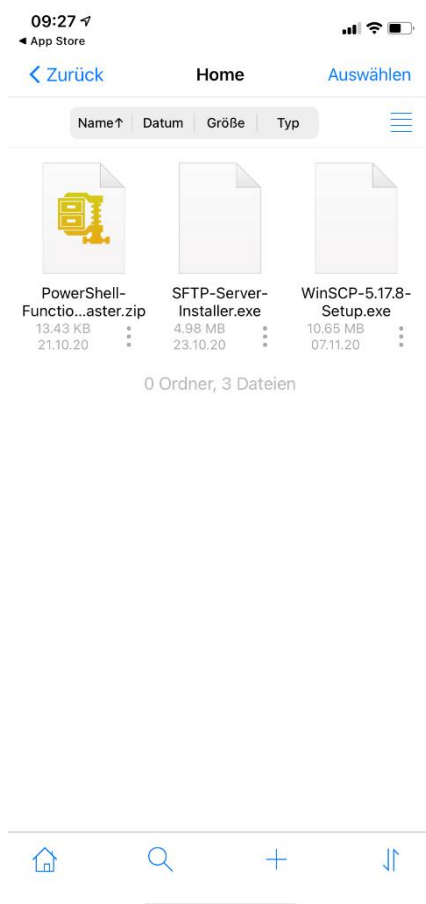 09:27
◀ App Store
Zurück Home Auswählen
Name↑ Datum Größe Typ
PowerShell-
Functio...aster.zip
13.43 KB
21.10.20
SFTP-Server-
Installer.exe
4.98 MB
23.10.20
WinSCP-5.17.8-
Setup.exe
10.65 MB
07.11.20
0 Ordner, 3 Dateien